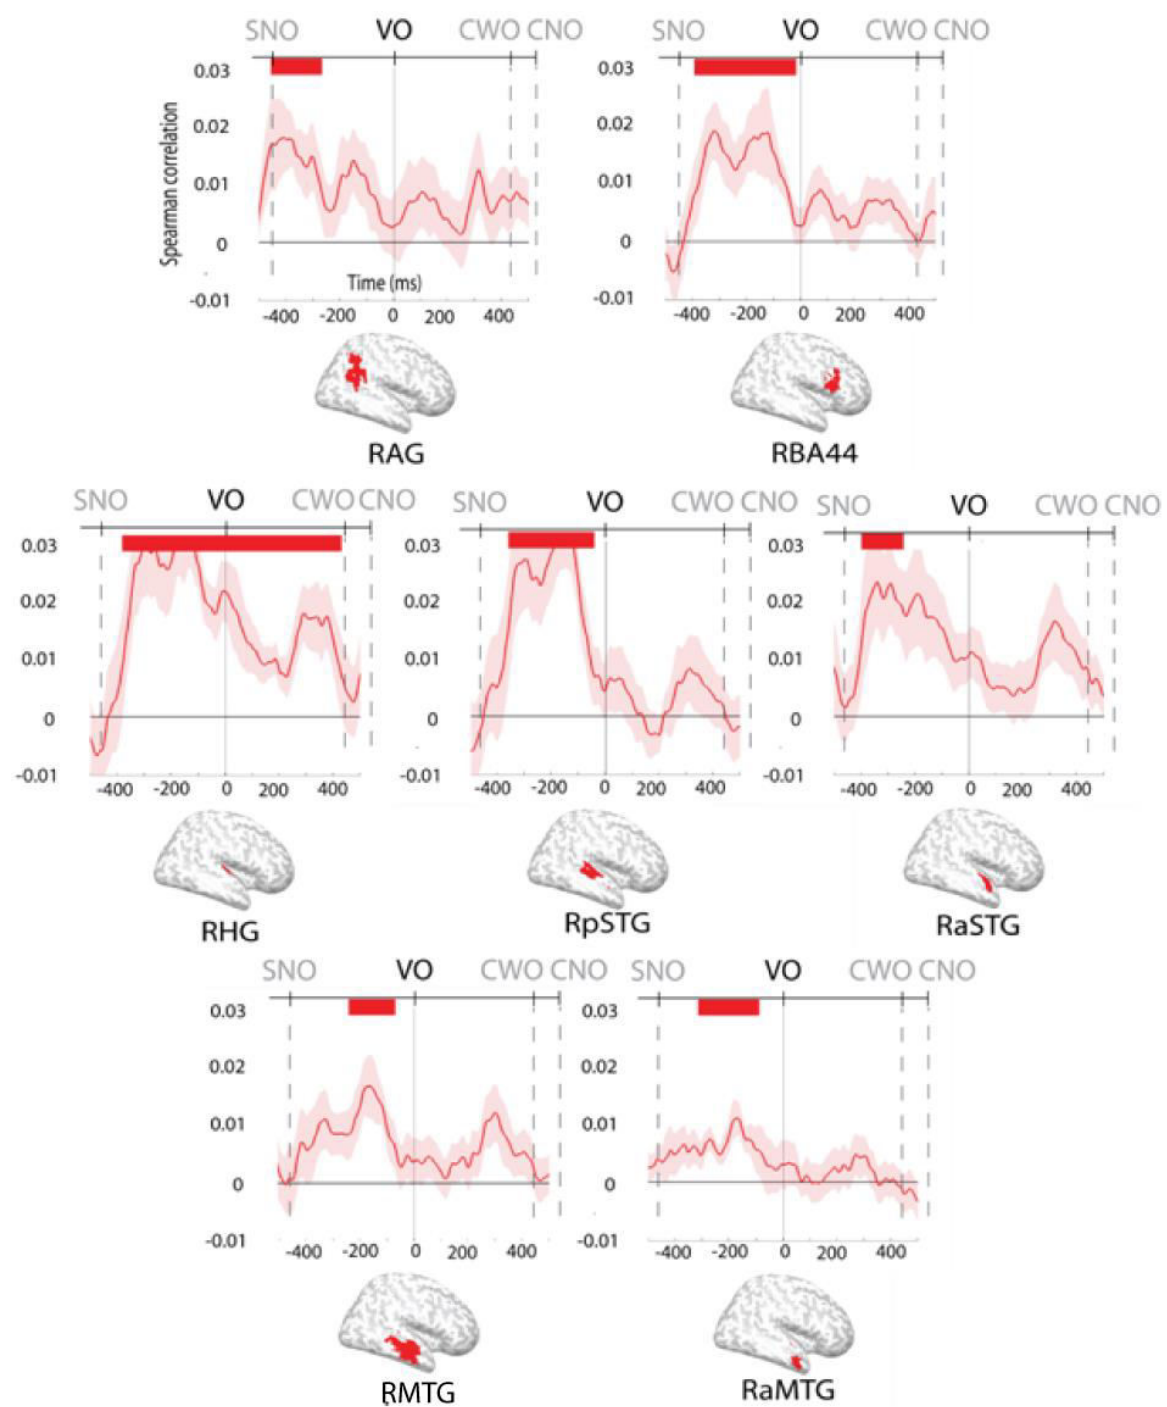 SNO VO CWO CNO SNO VO CWO CNO
0.03 0.03
0.02 0.02
0.01 0.01
0 0
-0.01 -0.01
Spearman correlation
Time (ms)
-400 -200 0 200 400 -400 -200 0 200 400
RAG RBA44
SNO VO CWO CNO SNO VO CWO CNO SNO VO CWO CNO
0.03 0.03 0.03
0.02 0.02 0.02
0.01 0.01 0.01
0 0 0
-0.01 -0.01 -0.01
-400 -200 0 200 400 -400 -200 0 200 400 -400 -200 0 200 400
RHG RpSTG RaSTG
SNO VO CWO CNO SNO VO CWO CNO
0.03 0.03
0.02 0.02
0.01 0.01
0 0
-0.01 -0.01
-400 -200 0 200 400 -400 -200 0 200 400
RMTG RaMTG